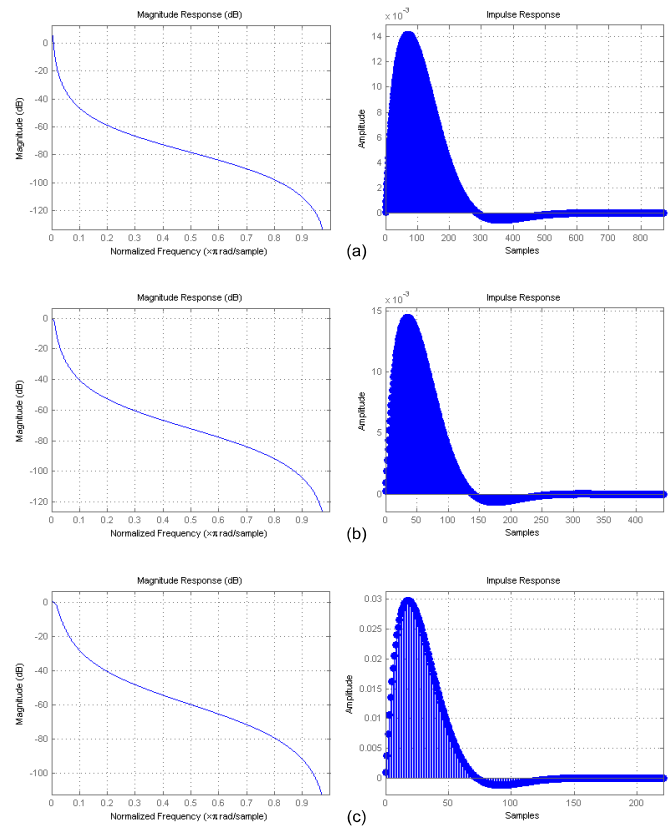 Magnitude Response (dB)
0
-20
-40
-60
-80
-100
-120
Magnitude (dB)
0 0.1 0.2 0.3 0.4 0.5 0.6 0.7 0.8 0.9
Normalized Frequency (×π rad/sample)
Impulse Response
x 10⁻³
14
12
10
8
6
4
2
0
Amplitude
0 100 200 300 400 500 600 700 800
Samples
(a)
Magnitude Response (dB)
0
-20
-40
-60
-80
-100
-120
Magnitude (dB)
0 0.1 0.2 0.3 0.4 0.5 0.6 0.7 0.8 0.9
Normalized Frequency (×π rad/sample)
Impulse Response
x 10⁻³
15
10
5
0
Amplitude
0 50 100 150 200 250 300 350 400
Samples
(b)
Magnitude Response (dB)
0
-20
-40
-60
-80
-100
Magnitude (dB)
0 0.1 0.2 0.3 0.4 0.5 0.6 0.7 0.8 0.9
Normalized Frequency (×π rad/sample)
Impulse Response
0.03
0.025
0.02
0.015
0.01
0.005
0
Amplitude
0 50 100 150 200
Samples
(c)